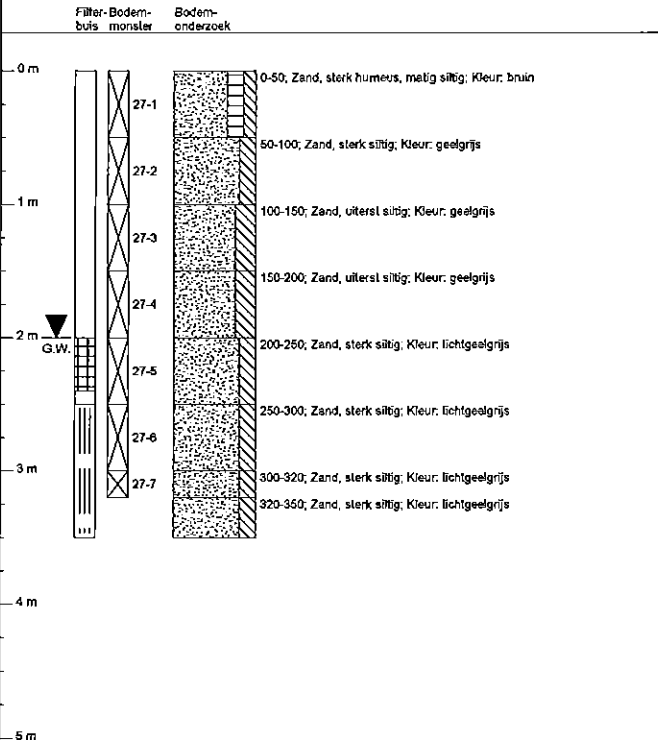 Filter- Bodem- Bodem-
buis monster onderzoek
0 m
0-50; Zand, sterk humeus, matig siltig; Kleur: bruin
27-1
50-100; Zand, sterk siltig; Kleur: geelgrijs
27-2
1 m
100-150; Zand, uiterst siltig; Kleur: geelgrijs
27-3
150-200; Zand, uiterst siltig; Kleur: geelgrijs
27-4
2 m
G.W.
200-250; Zand, sterk siltig; Kleur: lichtgeelgrijs
27-5
250-300; Zand, sterk siltig; Kleur: lichtgeelgrijs
27-6
3 m
300-320; Zand, sterk siltig; Kleur: lichtgeelgrijs
27-7
320-350; Zand, sterk siltig; Kleur: lichtgeelgrijs
4 m
5 m